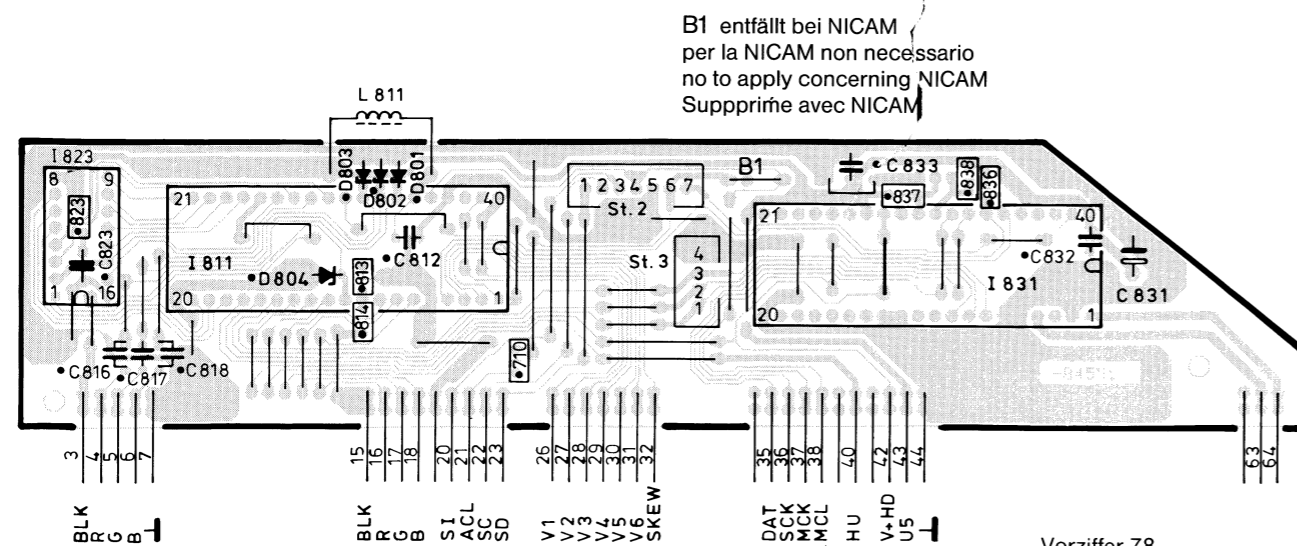 B1 entfällt bei NICAM
per la NICAM non necessario
no to apply concerning NICAM
Suppprime avec NICAM
L 811
I 823
8 9
823
C823
1 16
21 40
D803
D802
D801
I 811
D804
C812
813
814
20 1
C816
C817
C818
710
1 2 3 4 5 6 7
St. 2
St. 3
4
3
2
1
B1
C833
837
838
836
21 40
C832
I 831
C 831
20 1
3 4 5 6 7
15 16 17 18 20 21 22 23
26 27 28 29 30 31 32
35 36 37 38 40 42 43 44
63 64
BLK R G B
BLK R G B SI ACL SC SD
V1 V2 V3 V4 V5 V6 SKEW
DAT SCK MCK MCL HU V+HD U5
Verziffer 78